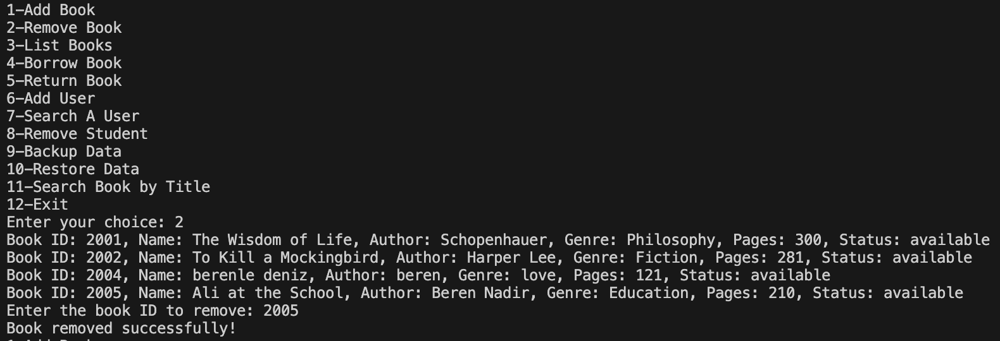 1-Add Book
2-Remove Book
3-List Books
4-Borrow Book
5-Return Book
6-Add User
7-Search A User
8-Remove Student
9-Backup Data
10-Restore Data
11-Search Book by Title
12-Exit
Enter your choice: 2
Book ID: 2001, Name: The Wisdom of Life, Author: Schopenhauer, Genre: Philosophy, Pages: 300, Status: available
Book ID: 2002, Name: To Kill a Mockingbird, Author: Harper Lee, Genre: Fiction, Pages: 281, Status: available
Book ID: 2004, Name: berenle deniz, Author: beren, Genre: love, Pages: 121, Status: available
Book ID: 2005, Name: Ali at the School, Author: Beren Nadir, Genre: Education, Pages: 210, Status: available
Enter the book ID to remove: 2005
Book removed successfully!